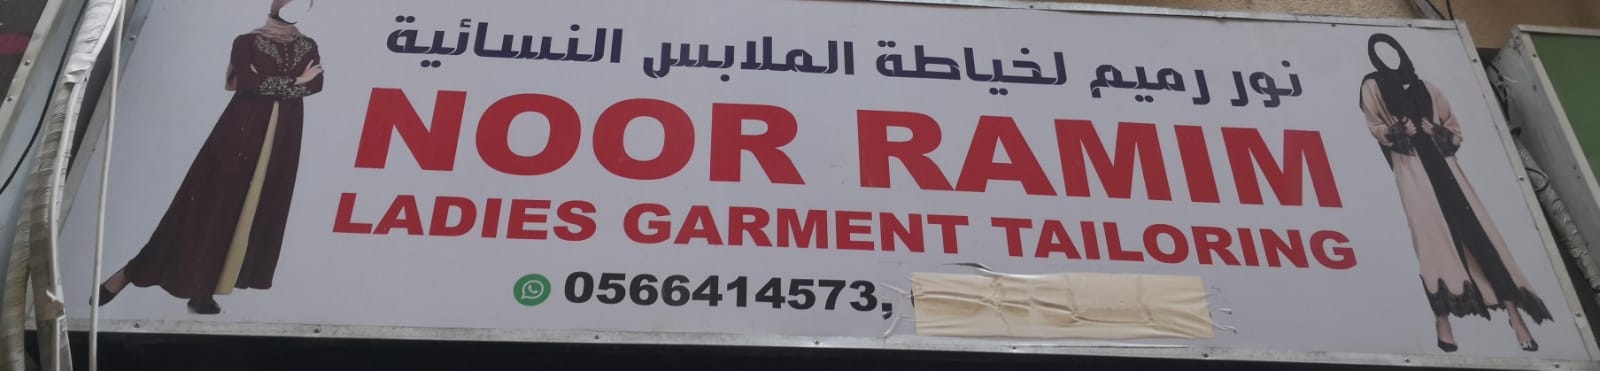 نور رميم لخياطة الملابس النسائية
NOOR RAMIM
LADIES GARMENT TAILORING
0566414573,